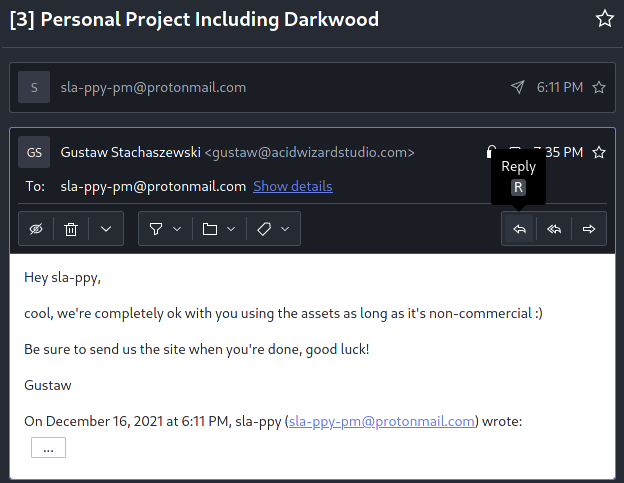 [3] Personal Project Including Darkwood
S sla-ppy-pm@protonmail.com 6:11 PM
GS Gustaw Stachaszewski <gustaw@acidwizardstudio.com> 7:35 PM
Reply
R
To: sla-ppy-pm@protonmail.com Show details
Hey sla-ppy,
cool, we're completely ok with you using the assets as long as it's non-commercial :)
Be sure to send us the site when you're done, good luck!
Gustaw
On December 16, 2021 at 6:11 PM, sla-ppy (sla-ppy-pm@protonmail.com) wrote:
...